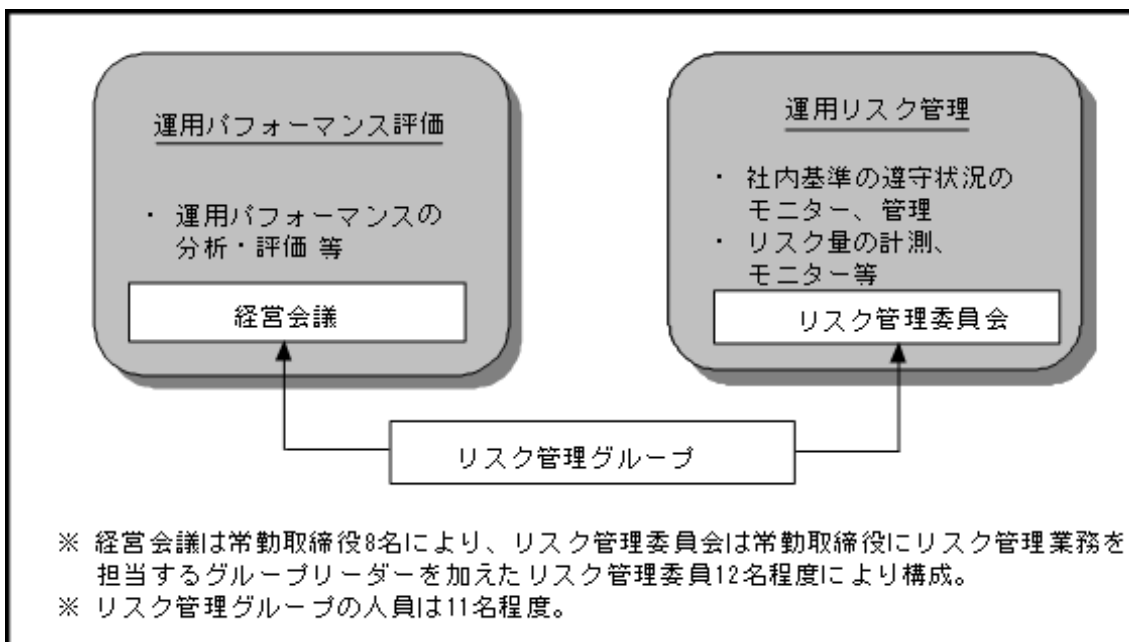 運用パフォーマンス評価
・ 運用パフォーマンスの
分析・評価 等
経営会議
運用リスク管理
・ 社内基準の遵守状況の
モニター、管理
・ リスク量の計測、
モニター等
リスク管理委員会
リスク管理グループ
※ 経営会議は常勤取締役8名により、リスク管理委員会は常勤取締役にリスク管理業務を
担当するグループリーダーを加えたリスク管理委員12名程度により構成。
※ リスク管理グループの人員は11名程度。